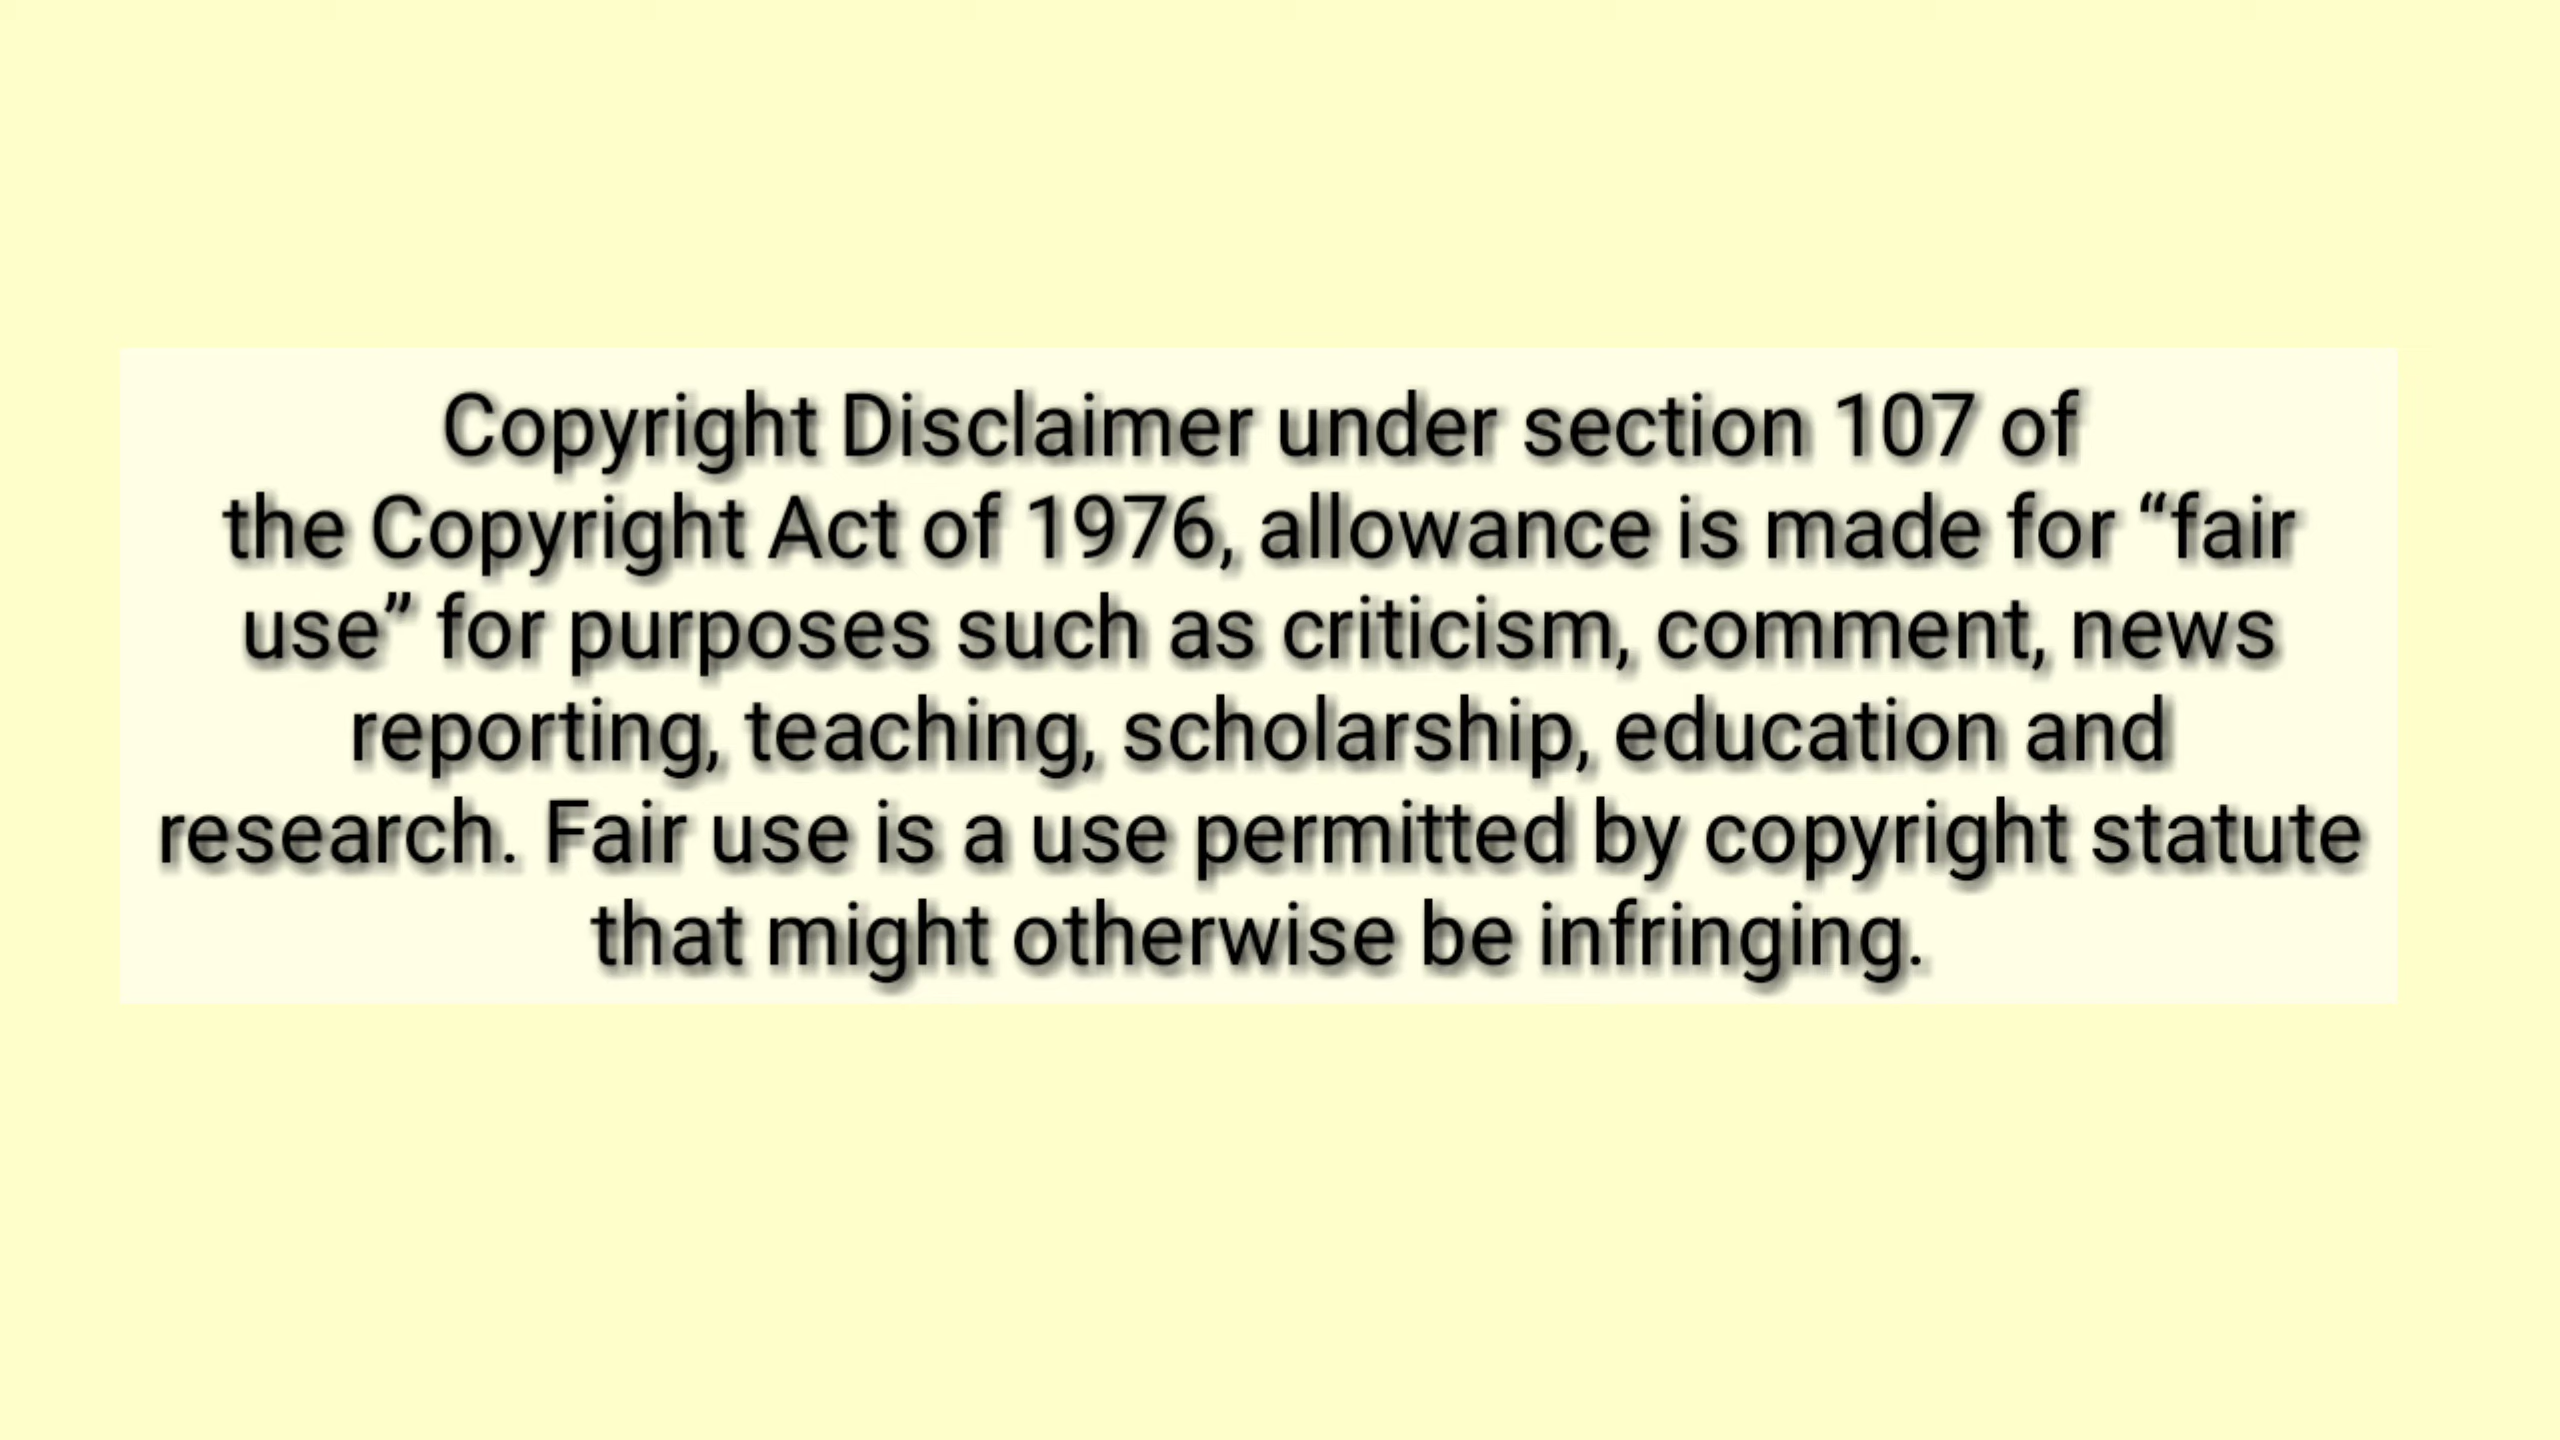 Copyright Disclaimer under section 107 of
the Copyright Act of 1976, allowance is made for “fair
use” for purposes such as criticism, comment, news
reporting, teaching, scholarship, education and
research. Fair use is a use permitted by copyright statute
that might otherwise be infringing.